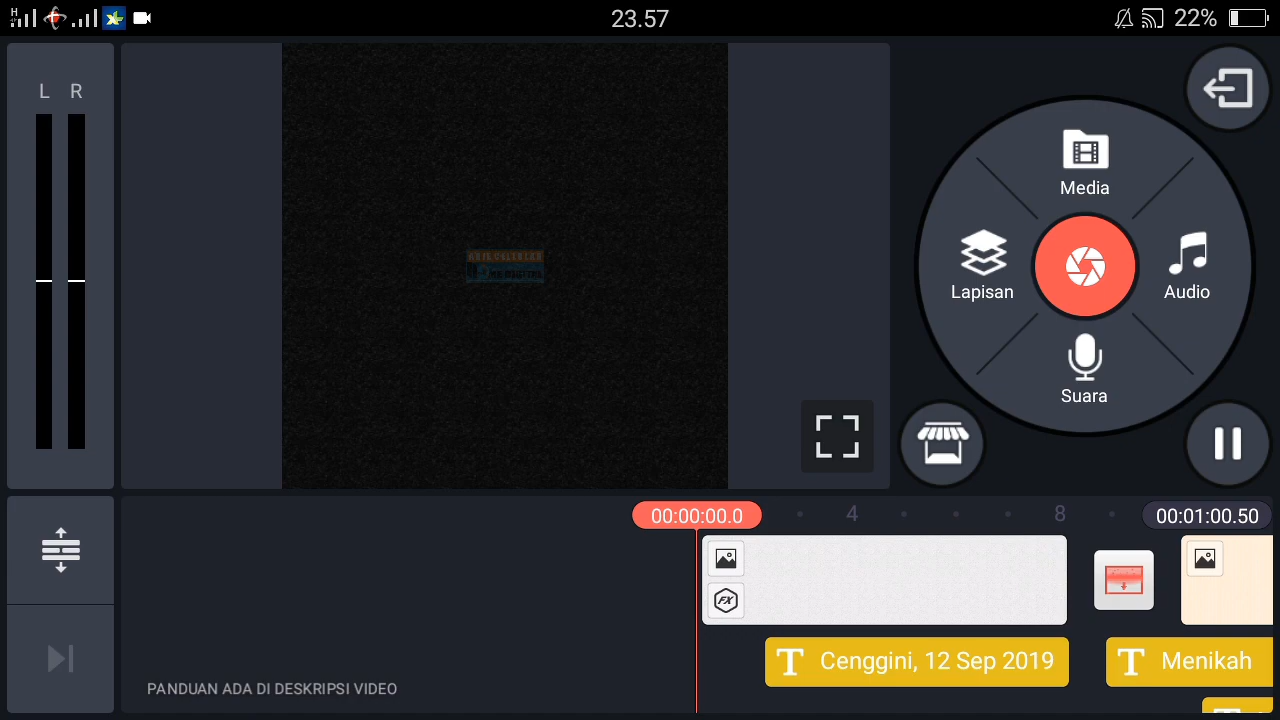 23.57
22%
L R
Media
Lapisan
Audio
Suara
00:00:00.0
4
8
00:01:00.50
FX
T Cenggini, 12 Sep 2019
T Menikah
PANDUAN ADA DI DESKRIPSI VIDEO